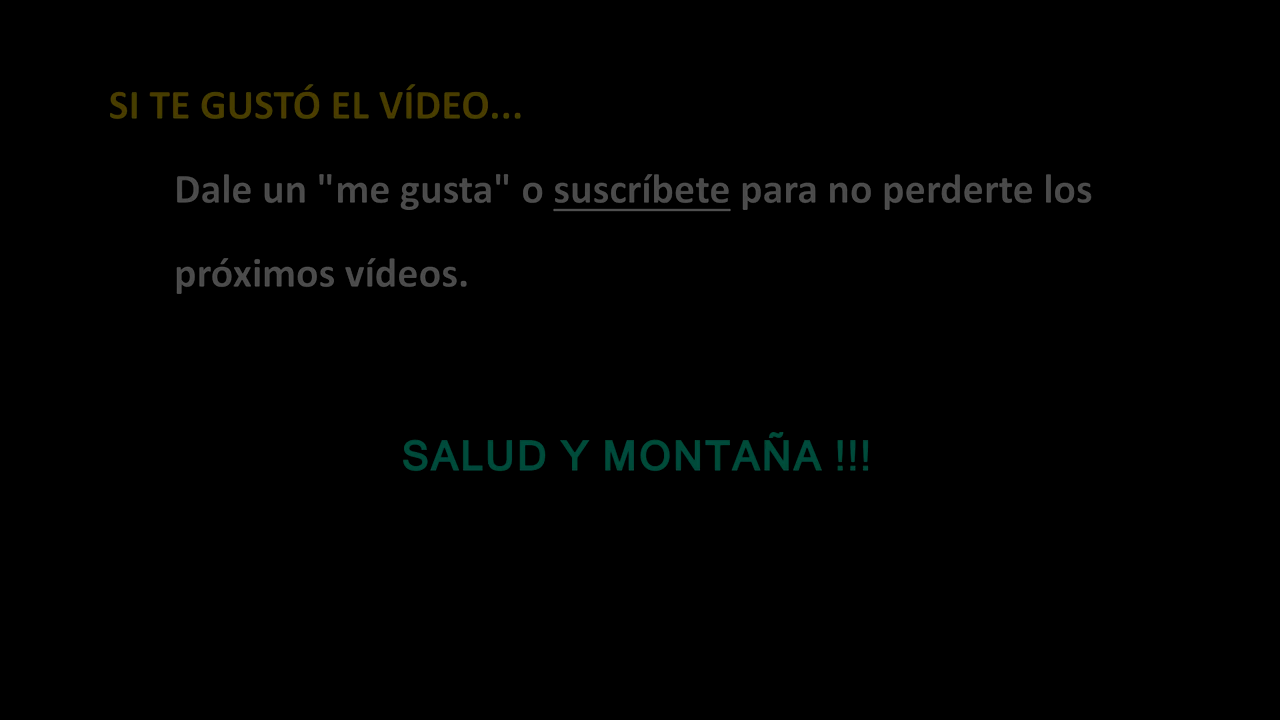 SI TE GUSTÓ EL VÍDEO...
Dale un "me gusta" o suscríbete para no perderte los
próximos vídeos.
SALUD Y MONTAÑA !!!